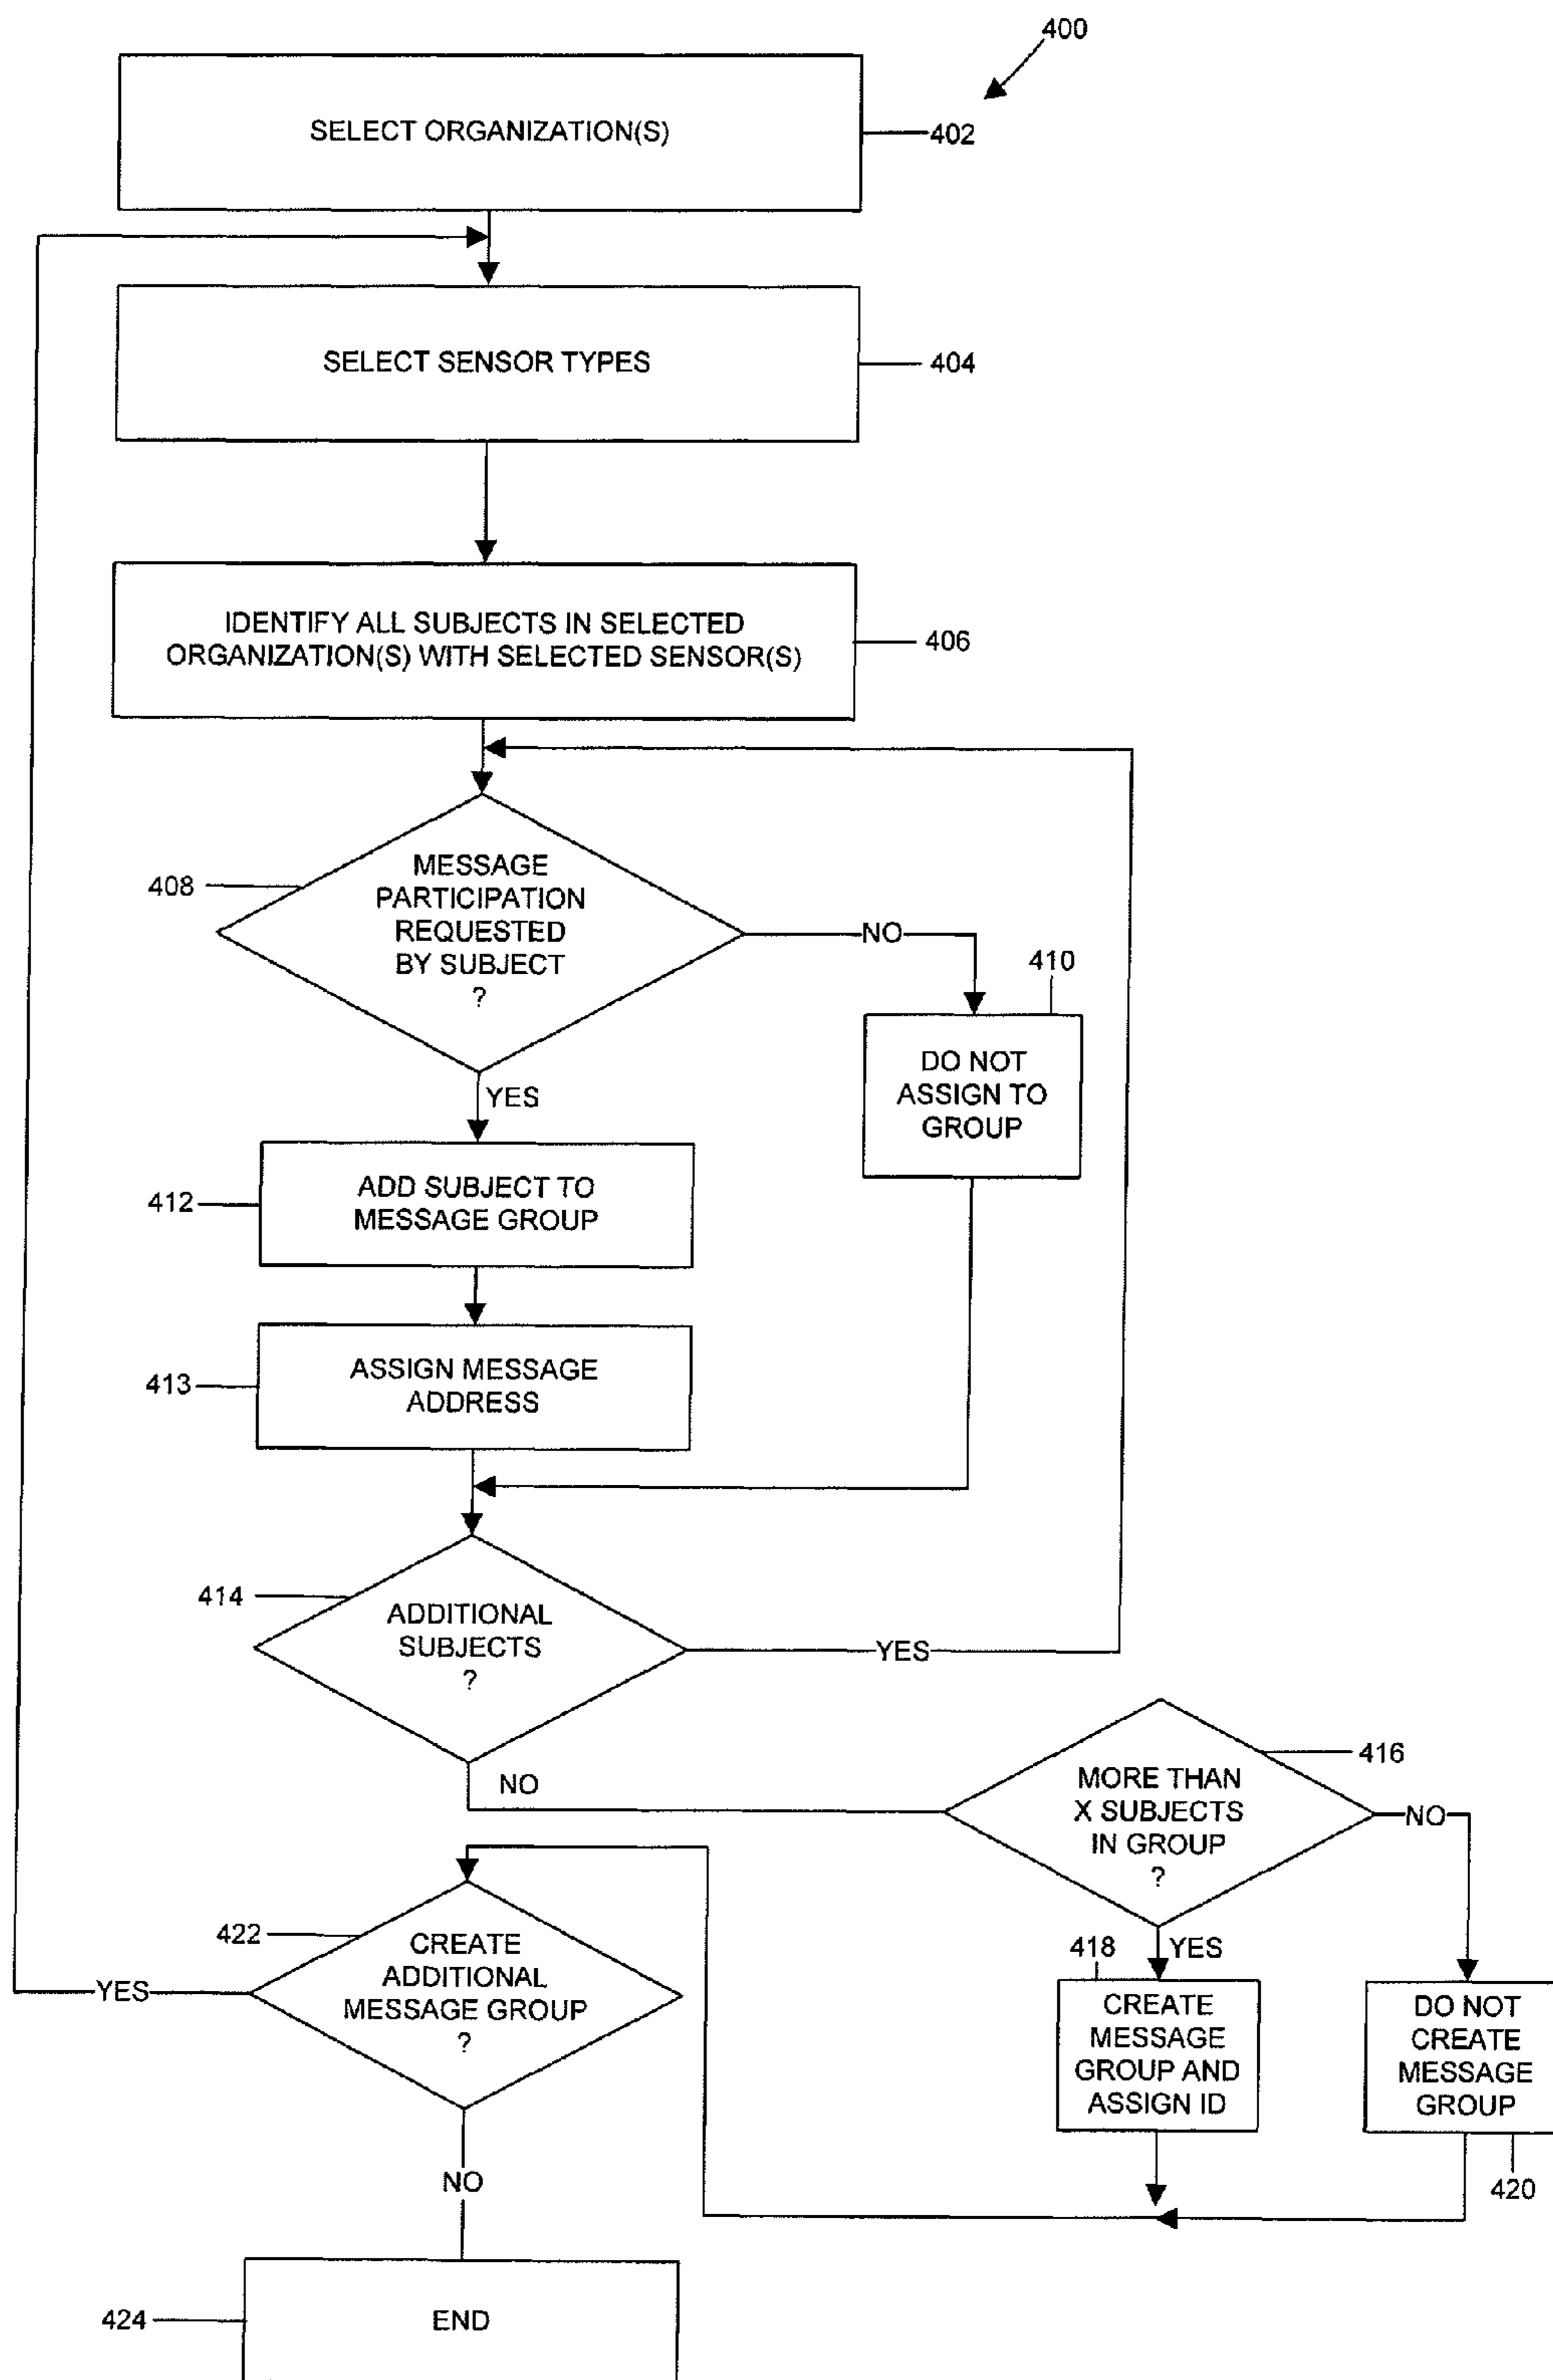 400
SELECT ORGANIZATION(S)
402
SELECT SENSOR TYPES
404
IDENTIFY ALL SUBJECTS IN SELECTED
ORGANIZATION(S) WITH SELECTED SENSOR(S)
406
408
MESSAGE
PARTICIPATION
REQUESTED
BY SUBJECT
?
NO
410
DO NOT
ASSIGN TO
GROUP
YES
412
ADD SUBJECT TO
MESSAGE GROUP
413
ASSIGN MESSAGE
ADDRESS
414
ADDITIONAL
SUBJECTS
?
YES
NO
416
MORE THAN
X SUBJECTS
IN GROUP
?
NO
YES
418
CREATE
MESSAGE
GROUP AND
ASSIGN ID
DO NOT
CREATE
MESSAGE
GROUP
420
422
CREATE
ADDITIONAL
MESSAGE GROUP
?
YES
NO
424
END